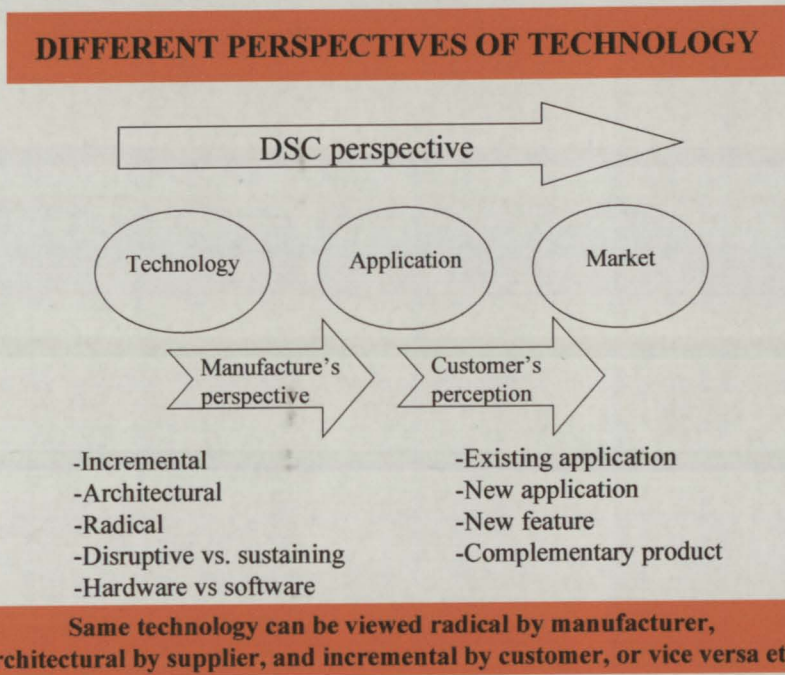 DIFFERENT PERSPECTIVES OF TECHNOLOGY
DSC perspective
Technology
Application
Market
Manufacture's
perspective
Customer's
perception
-Incremental
-Architectural
-Radical
-Disruptive vs. sustaining
-Hardware vs software
-Existing application
-New application
-New feature
-Complementary product
Same technology can be viewed radical by manufacturer,
rchitectural by supplier, and incremental by customer, or vice versa et